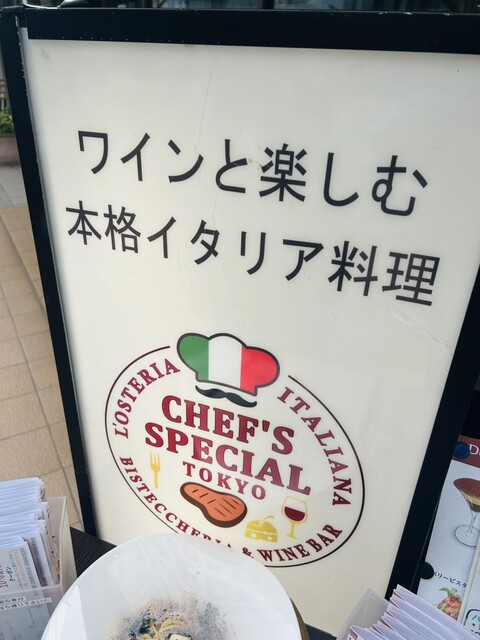 ワインと楽しむ
本格イタリア料理
L'OSTERIA ITALIANA
CHEF'S
SPECIAL
TOKYO
BISTECCHERIA & WINE BAR